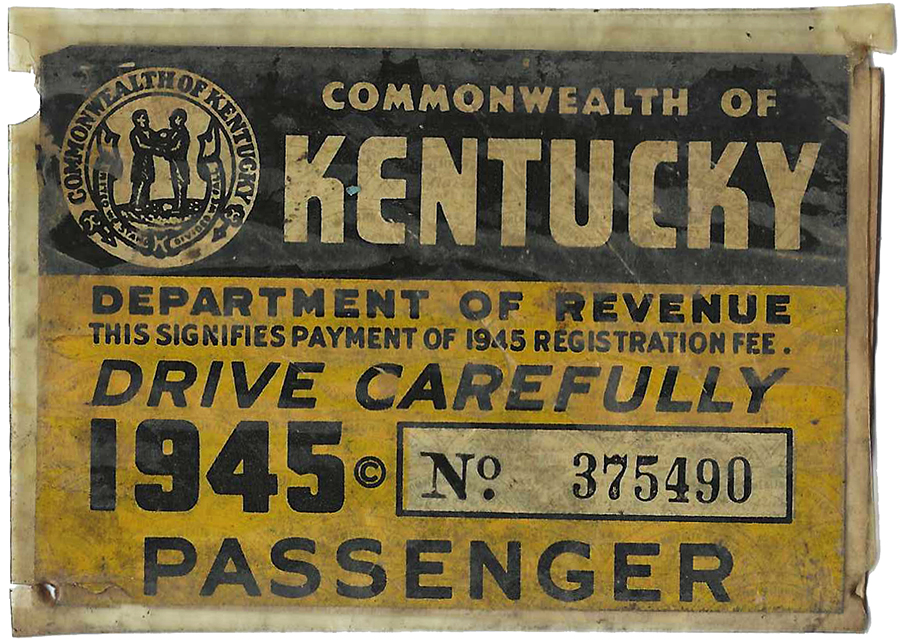 COMMONWEALTH OF KENTUCKY
COMMONWEALTH OF
KENTUCKY
DEPARTMENT OF REVENUE
THIS SIGNIFIES PAYMENT OF 1945 REGISTRATION FEE.
DRIVE CAREFULLY
1945 © Nº 375490
PASSENGER